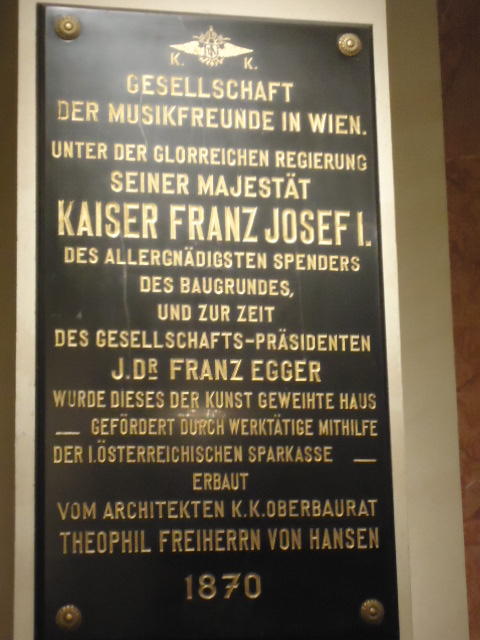 K. K.
GESELLSCHAFT
DER MUSIKFREUNDE IN WIEN.
UNTER DER GLORREICHEN REGIERUNG
SEINER MAJESTÄT
KAISER FRANZ JOSEF I.
DES ALLERGNÄDIGSTEN SPENDERS
DES BAUGRUNDES,
UND ZUR ZEIT
DES GESELLSCHAFTS-PRÄSIDENTEN
J.DR FRANZ EGGER
WURDE DIESES DER KUNST GEWEIHTE HAUS
— GEFÖRDERT DURCH WERKTÄTIGE MITHILFE
DER I.ÖSTERREICHISCHEN SPARKASSE —
ERBAUT
VOM ARCHITEKTEN K.K.OBERBAURAT
THEOPHIL FREIHERRN VON HANSEN
1870